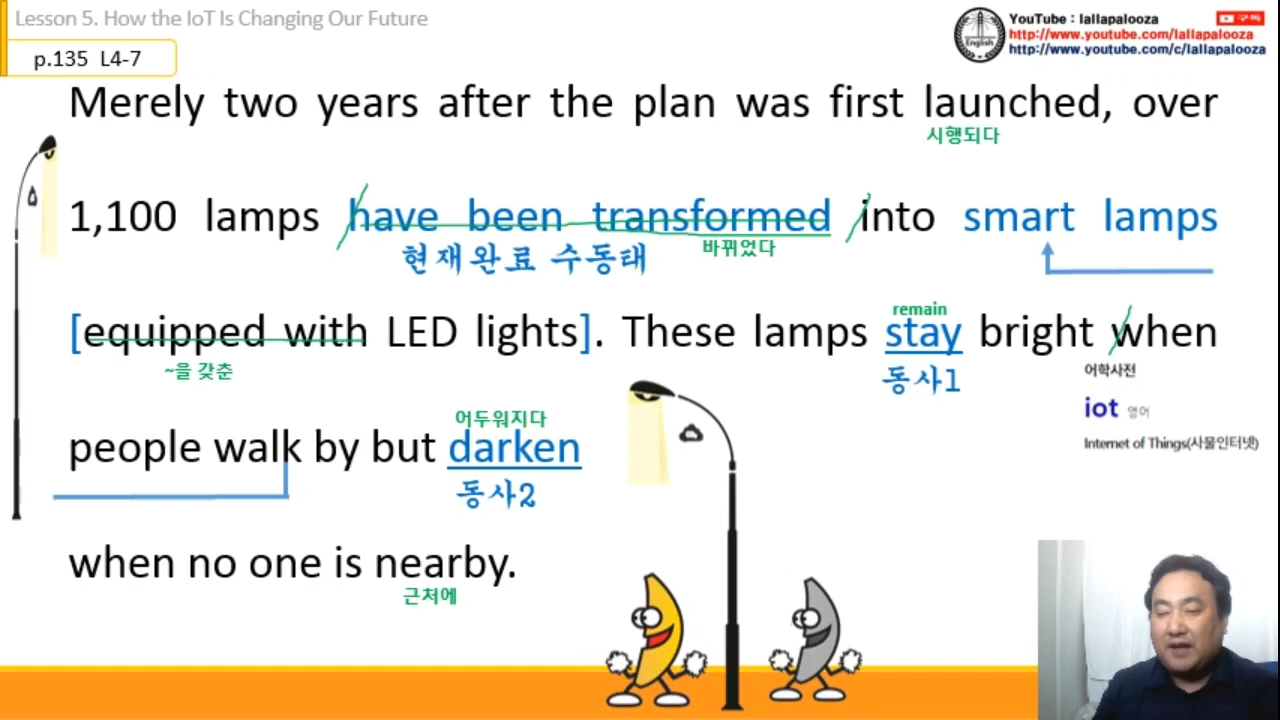 Lesson 5. How the IoT Is Changing Our Future
p.135 L4-7
English
YouTube : lallapalooza
구독
http://www.youtube.com/lallapalooza
http://www.youtube.com/c/lallapalooza
Merely two years after the plan was first launched, over
시행되다
1,100 lamps have been transformed into smart lamps
현재완료 수동태
바뀌었다
remain
[equipped with LED lights]. These lamps stay bright when
~을 갖춘
동사1
어학사전
iot 영어
Internet of Things(사물인터넷)
어두워지다
people walk by but darken
동사2
when no one is nearby.
근처에